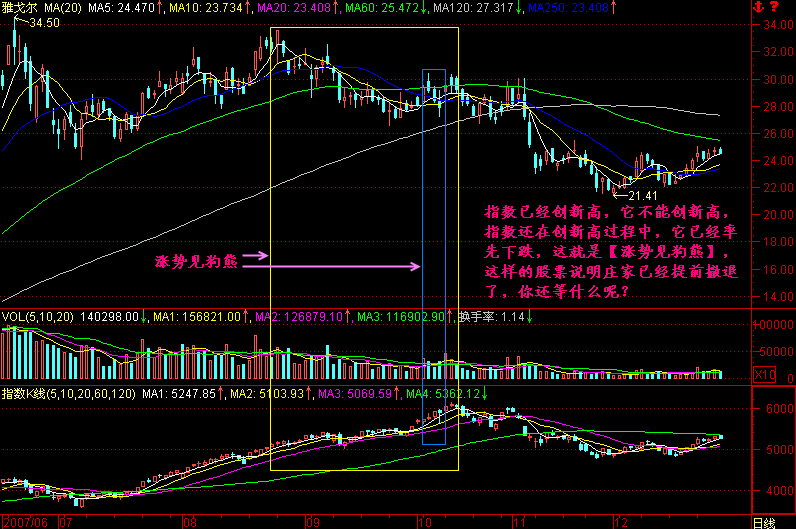 雅戈尔 MA(20) MA5: 24.470↑, MA10: 23.734↑, MA20: 23.408↑, MA60: 25.472↓, MA120: 27.317↓, MA250: 23.408↑
34.50
34.00
32.00
30.00
28.00
26.00
24.00
22.00
20.00
18.00
16.00
14.00
21.41
指数已经创新高，它不能创新高，
指数还在创新高过程中，它已经率
先下跌，这就是【涨势见狗熊】，
这样的股票说明庄家已经提前撤退
了，你还等什么呢？
涨势见狗熊
VOL(5,10,20) 140298.00↓, MA1: 156821.00↑, MA2: 126879.10↑, MA3: 116902.90↑, 换手率: 1.14↓
+00000
50000
X10
指数K线(5,10,20,60,120) MA1: 5247.85↑, MA2: 5103.93↑, MA3: 5069.59↑, MA4: 5362.12↓
6000
5000
4000
2007/06 07 08 09 10 11 12 日线